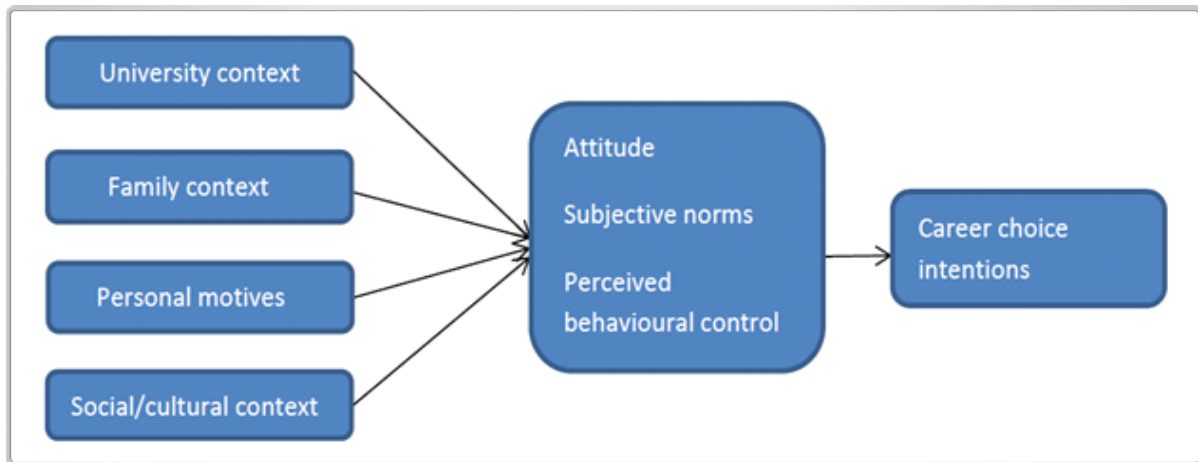 University context
Family context
Personal motives
Social/cultural context
Attitude
Subjective norms
Perceived
behavioural control
Career choice
intentions